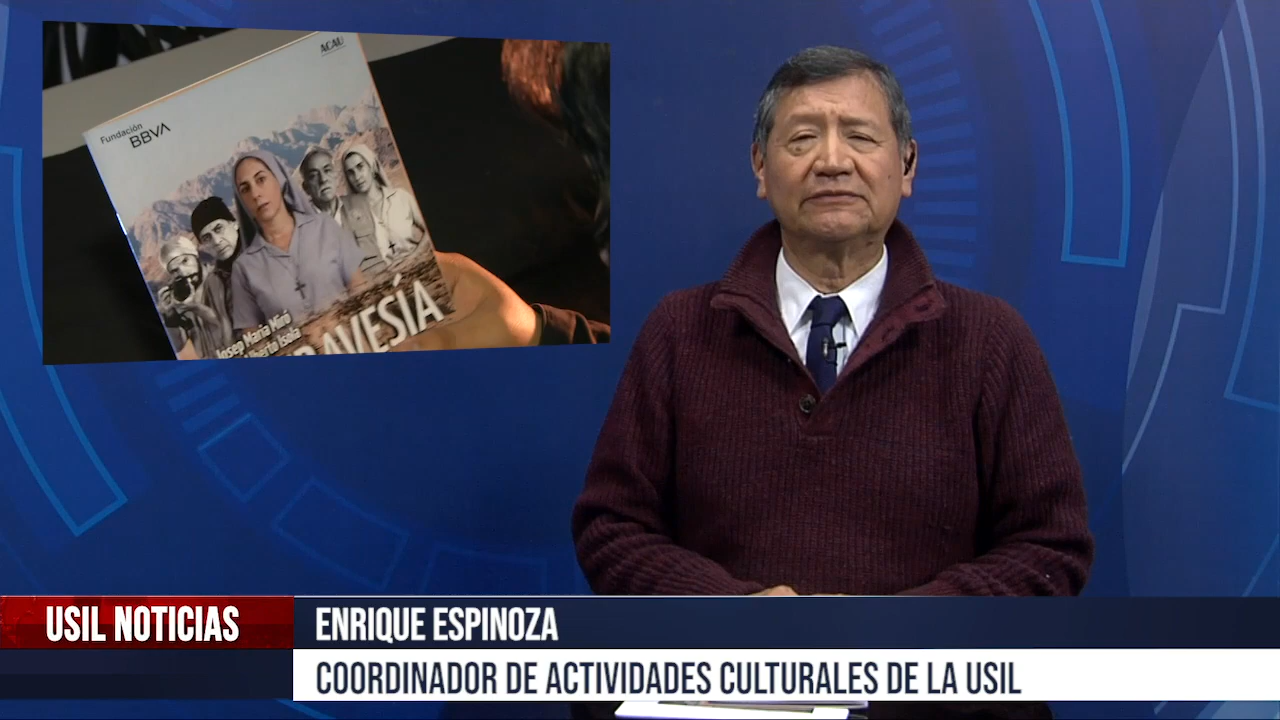 ACAU
Fundación
BBVA
Josep Maria Miró
Alberto Isola
AVESÍA
USIL NOTICIAS
ENRIQUE ESPINOZA
COORDINADOR DE ACTIVIDADES CULTURALES DE LA USIL